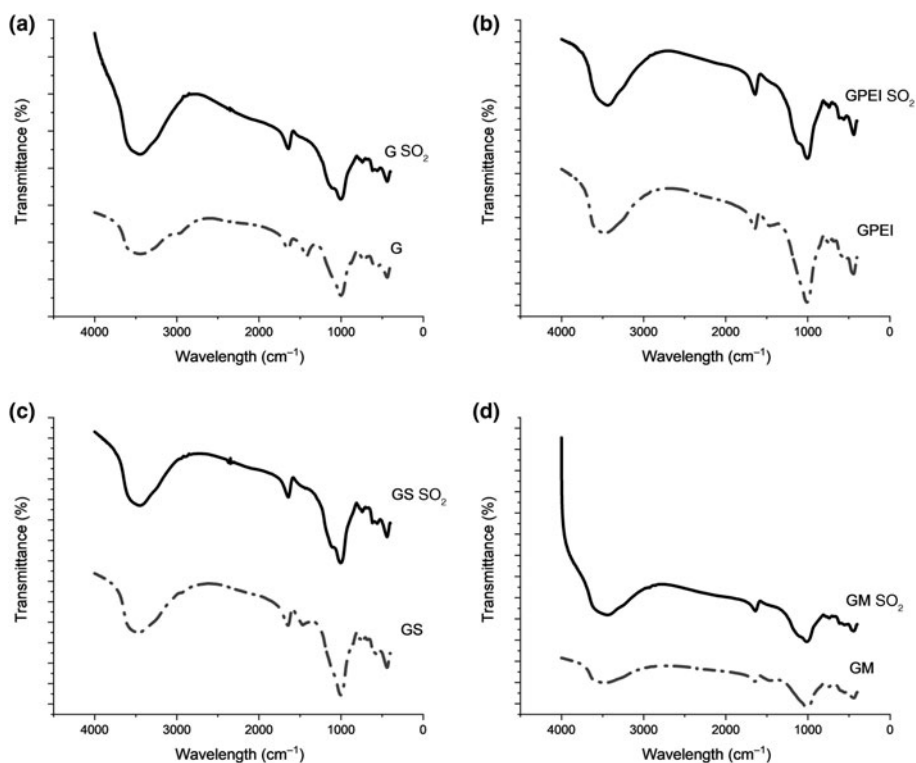 (a)
Transmittance (%)
G SO₂
G
4000 3000 2000 1000 0
Wavelength (cm⁻¹)
(b)
Transmittance (%)
GPEI SO₂
GPEI
4000 3000 2000 1000 0
Wavelength (cm⁻¹)
(c)
Transmittance (%)
GS SO₂
GS
4000 3000 2000 1000 0
Wavelength (cm⁻¹)
(d)
Transmittance (%)
GM SO₂
GM
4000 3000 2000 1000 0
Wavelength (cm⁻¹)